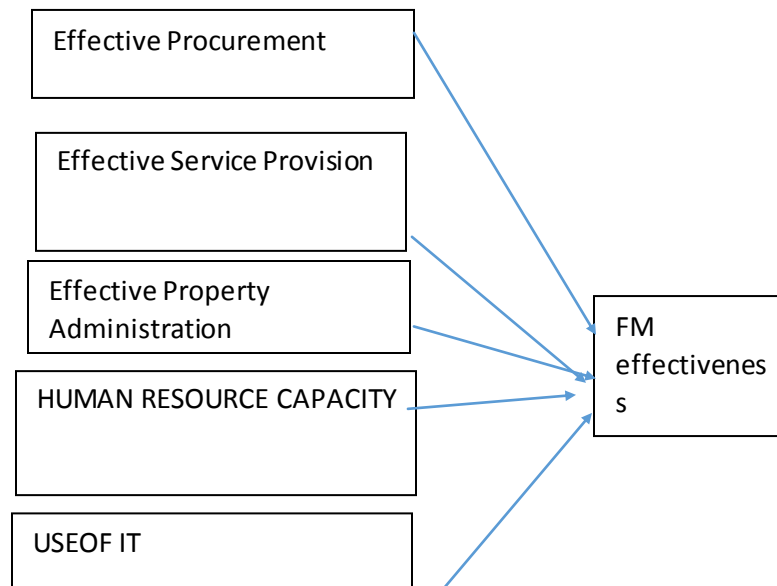 Effective Procurement
Effective Service Provision
Effective Property
Administration
HUMAN RESOURCE CAPACITY
USEOF IT
FM
effectivenes
s